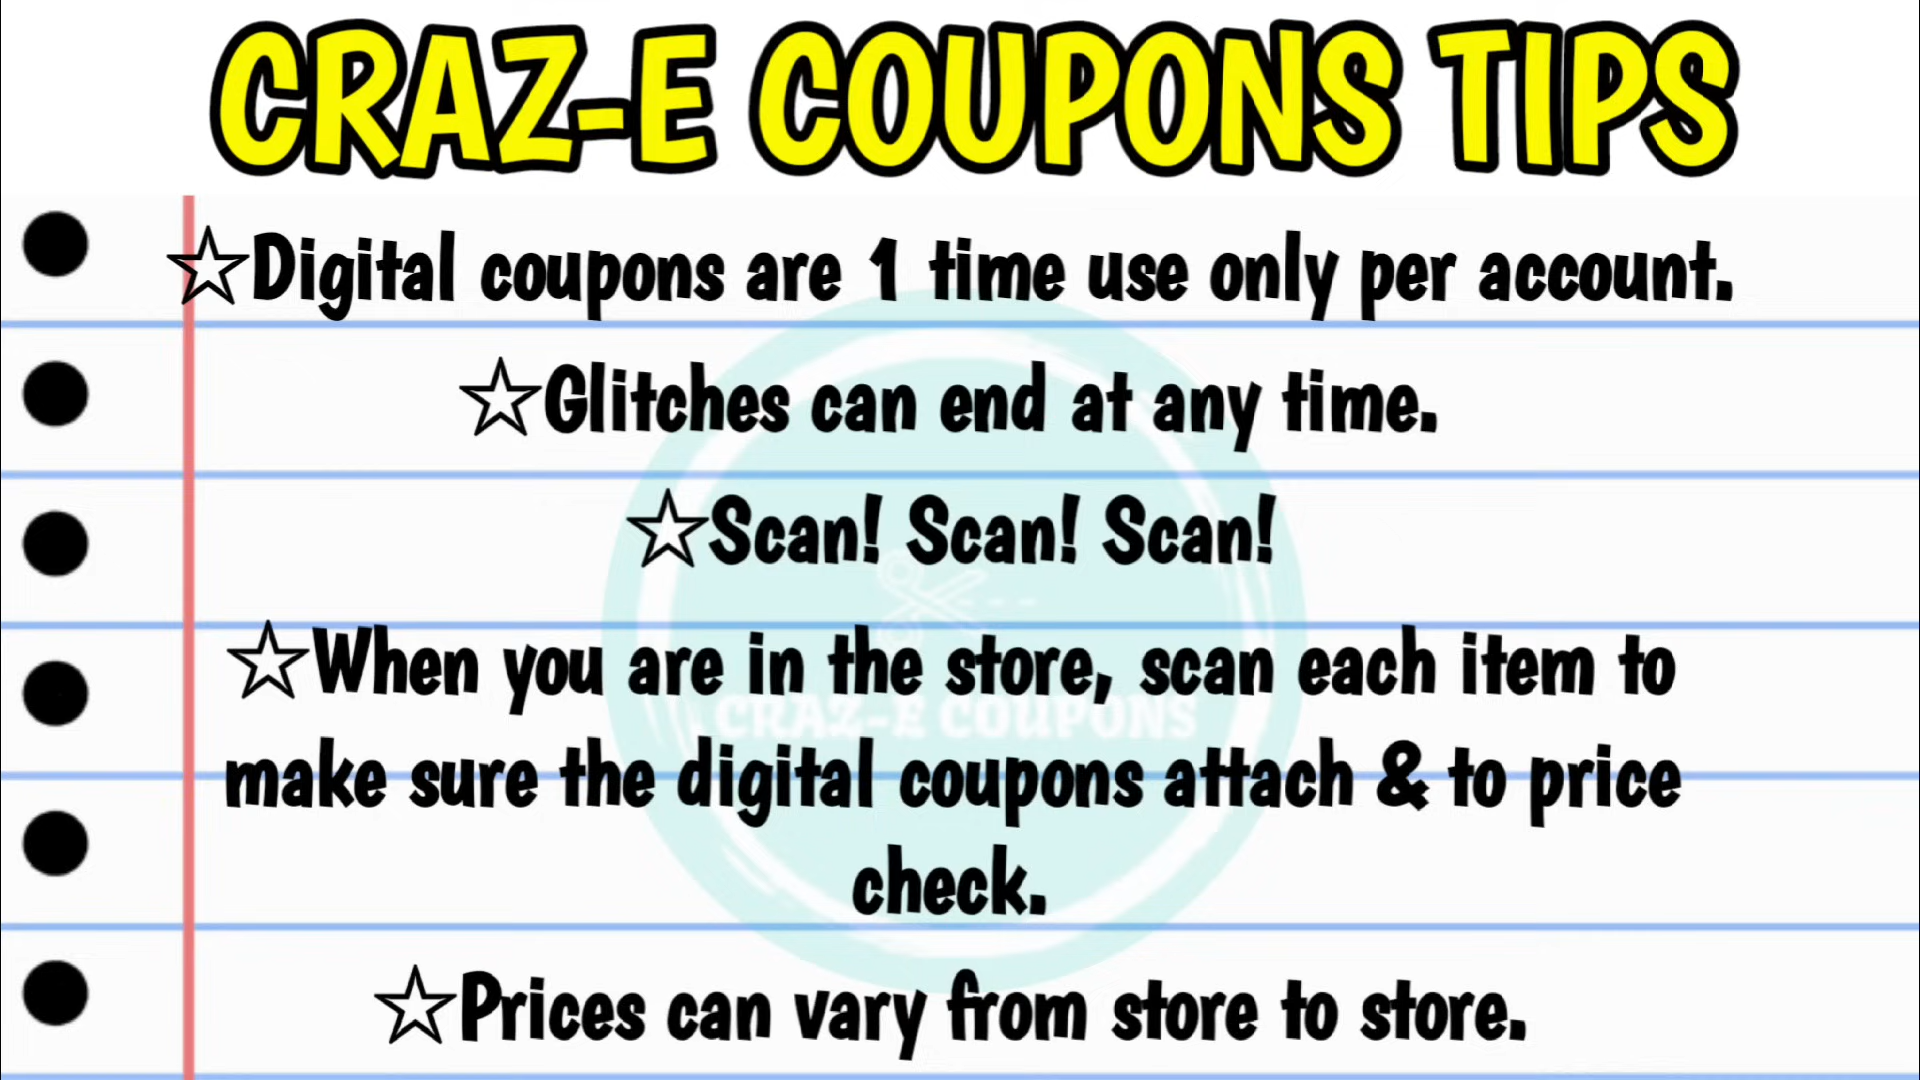 CRAZ-E COUPONS TIPS
☆Digital coupons are 1 time use only per account.
☆Glitches can end at any time.
☆Scan! Scan! Scan!
☆When you are in the store, scan each item to
CRAZ-E COUPONS
make sure the digital coupons attach & to price
check.
☆Prices can vary from store to store.